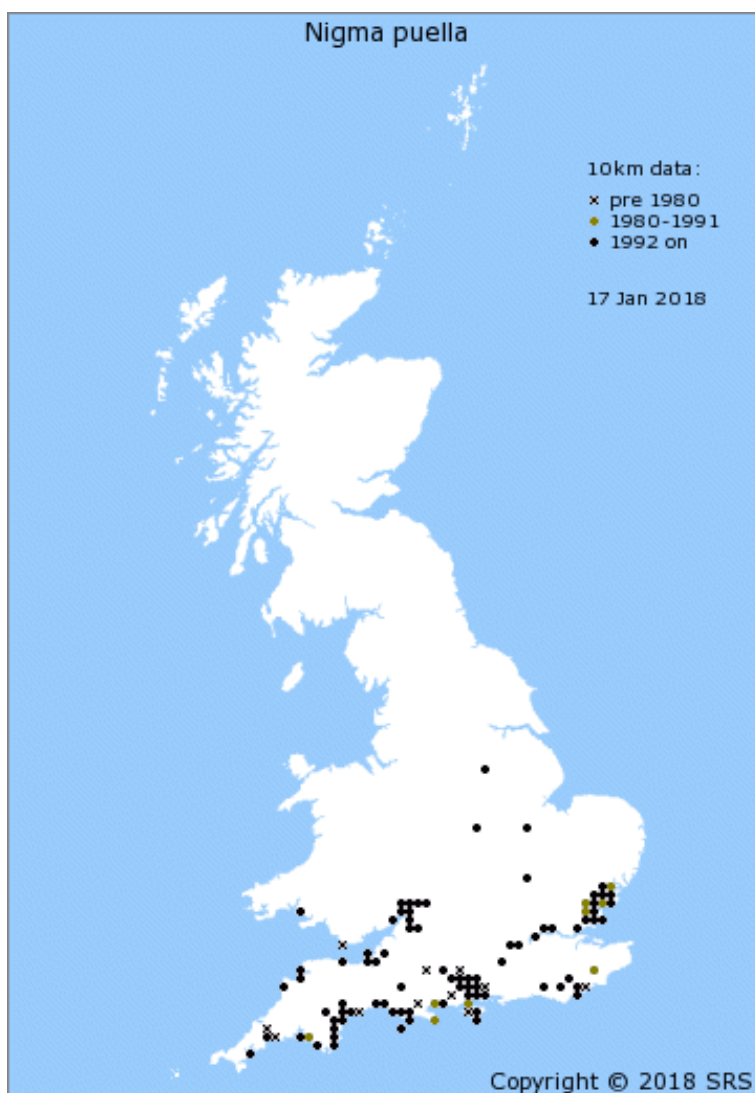 Nigma puella
10km data:
× pre 1980
● 1980-1991
● 1992 on
17 Jan 2018
Copyright © 2018 SRS